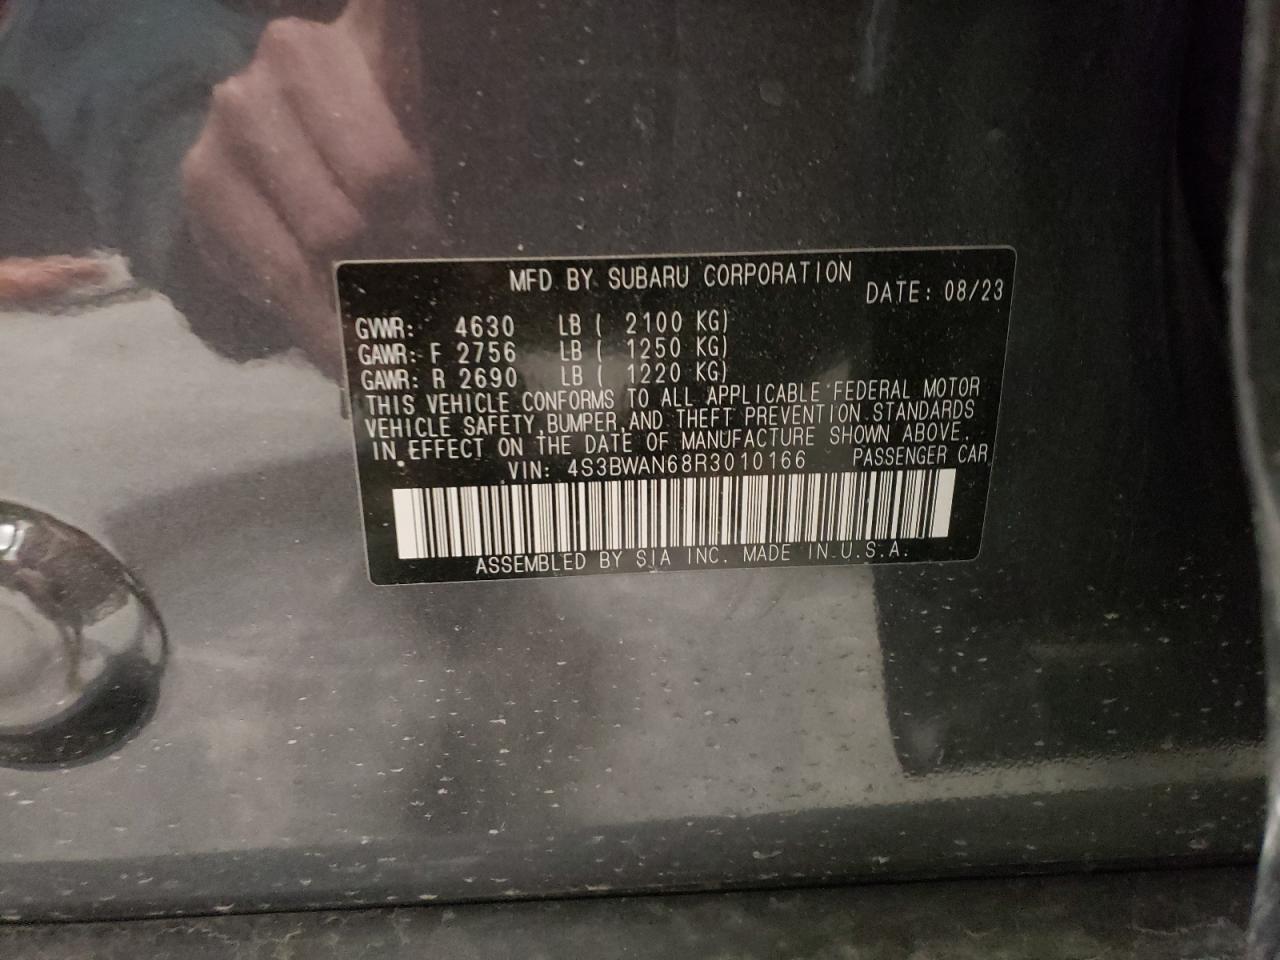 MFD BY SUBARU CORPORATION
DATE: 08/23
GVWR: 4630 LB ( 2100 KG)
GAWR: F 2756 LB ( 1250 KG)
GAWR: R 2690 LB ( 1220 KG)
THIS VEHICLE CONFORMS TO ALL APPLICABLE FEDERAL MOTOR
VEHICLE SAFETY, BUMPER, AND THEFT PREVENTION STANDARDS
IN EFFECT ON THE DATE OF MANUFACTURE SHOWN ABOVE.
VIN: 4S3BWAN68R3010166 PASSENGER CAR
ASSEMBLED BY SIA INC. MADE IN U.S.A.